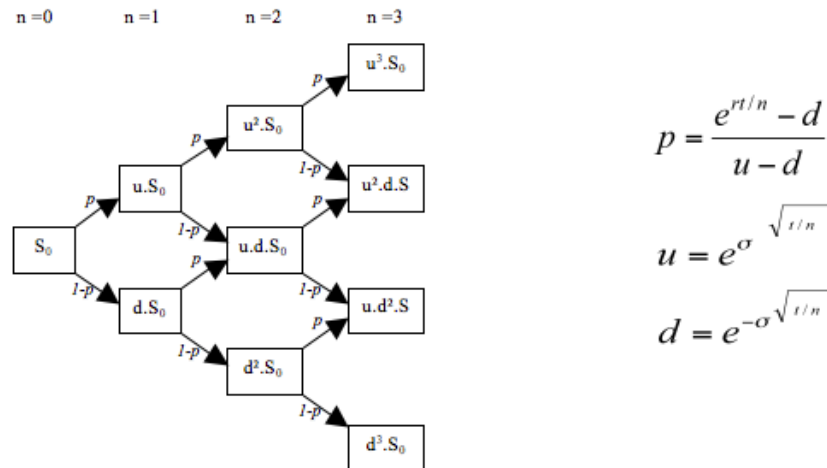 n =0 n =1 n =2 n =3
u³.S₀
p
u².S₀
p = (e^{rt/n} − d) / (u − d)
p
1-p
u.S₀
u².d.S
p
1-p
p
S₀
u.d.S₀
u = e^{σ √(t/n)}
1-p
p
1-p
d.S₀
u.d².S
d = e^{−σ √(t/n)}
1-p
p
d².S₀
1-p
d³.S₀